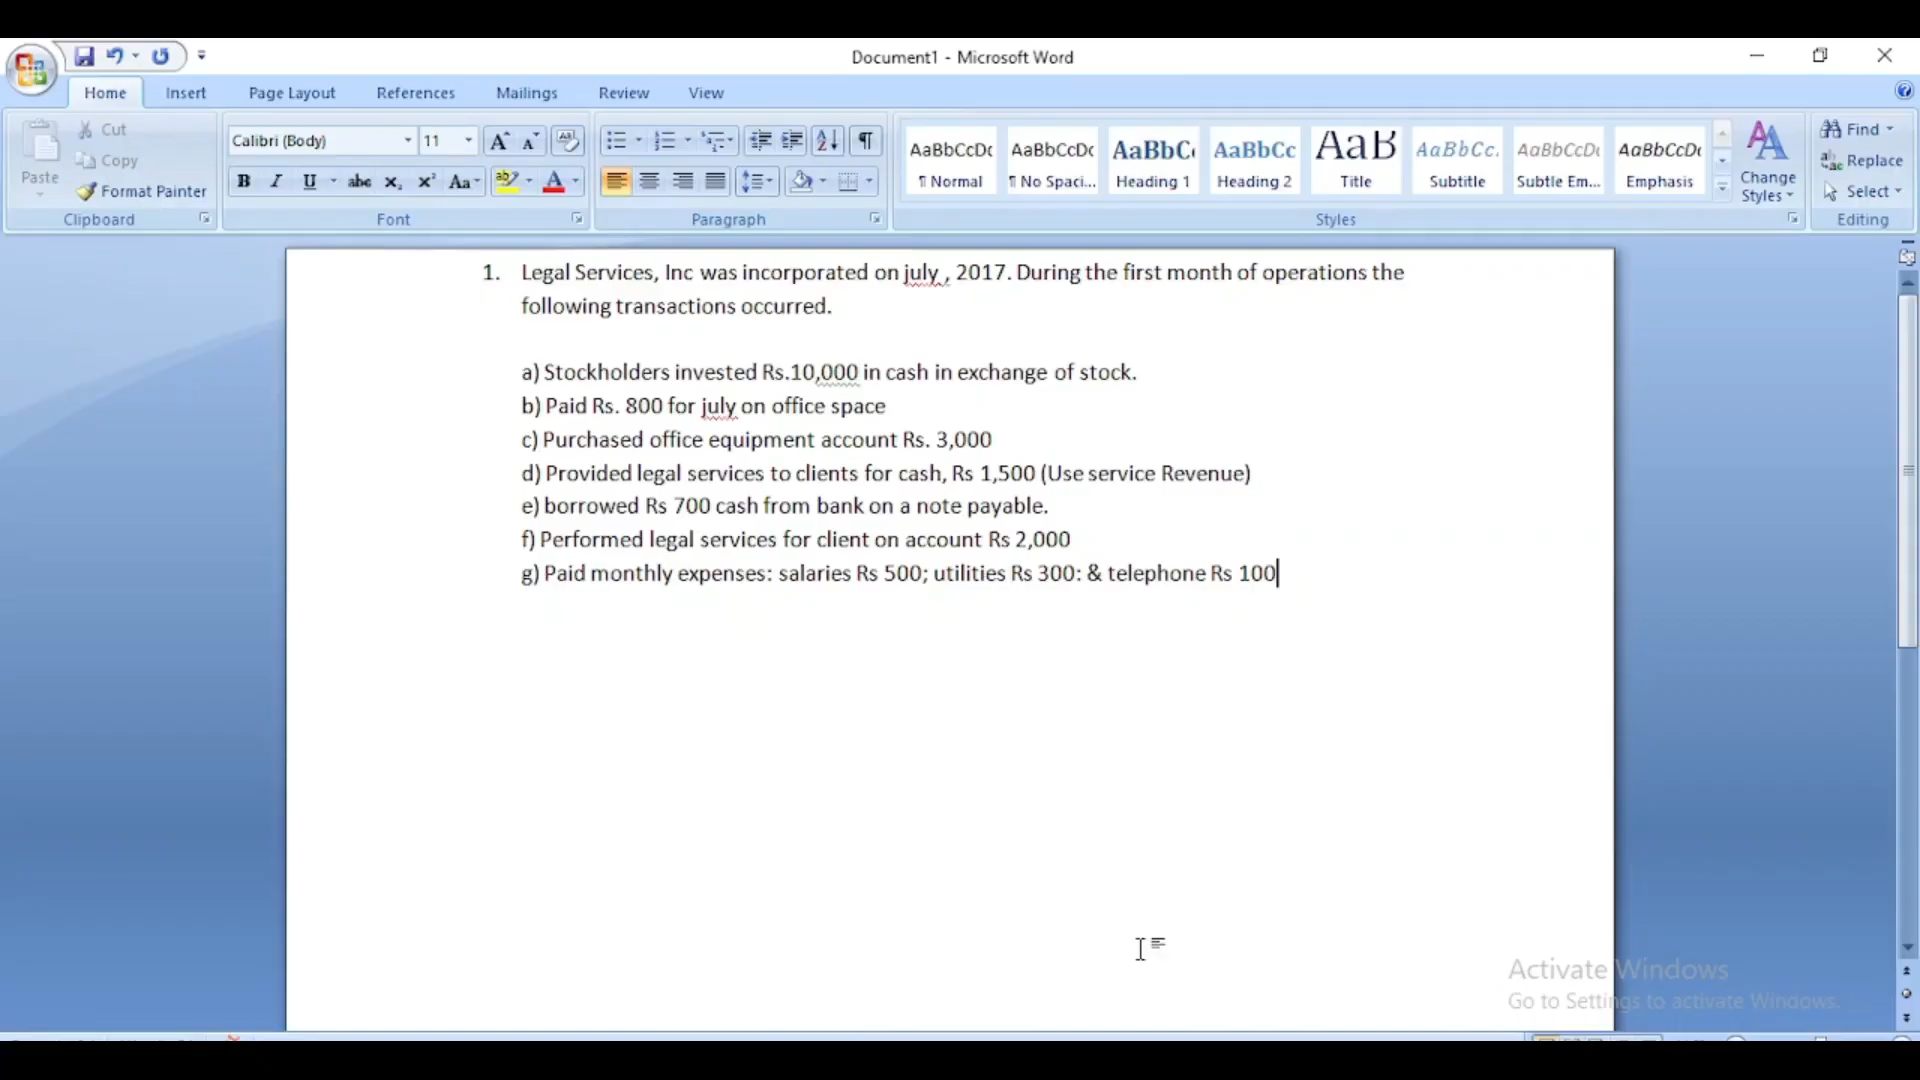 Document1 - Microsoft Word
Home Insert Page Layout References Mailings Review View
Cut
Copy
Paste
Format Painter
Clipboard
Calibri (Body) 11
Font
Paragraph
AaBbCcDc AaBbCcDc AaBbC AaBbCc AaB AaBbCc. AaBbCcDc AaBbCcDc
¶ Normal ¶ No Spaci... Heading 1 Heading 2 Title Subtitle Subtle Em... Emphasis
Change Styles
Styles
Find
Replace
Select
Editing
1. Legal Services, Inc was incorporated on july , 2017. During the first month of operations the
following transactions occurred.
a) Stockholders invested Rs.10,000 in cash in exchange of stock.
b) Paid Rs. 800 for july on office space
c) Purchased office equipment account Rs. 3,000
d) Provided legal services to clients for cash, Rs 1,500 (Use service Revenue)
e) borrowed Rs 700 cash from bank on a note payable.
f) Performed legal services for client on account Rs 2,000
g) Paid monthly expenses: salaries Rs 500; utilities Rs 300: & telephone Rs 100
Activate Windows
Go to Settings to activate Windows.